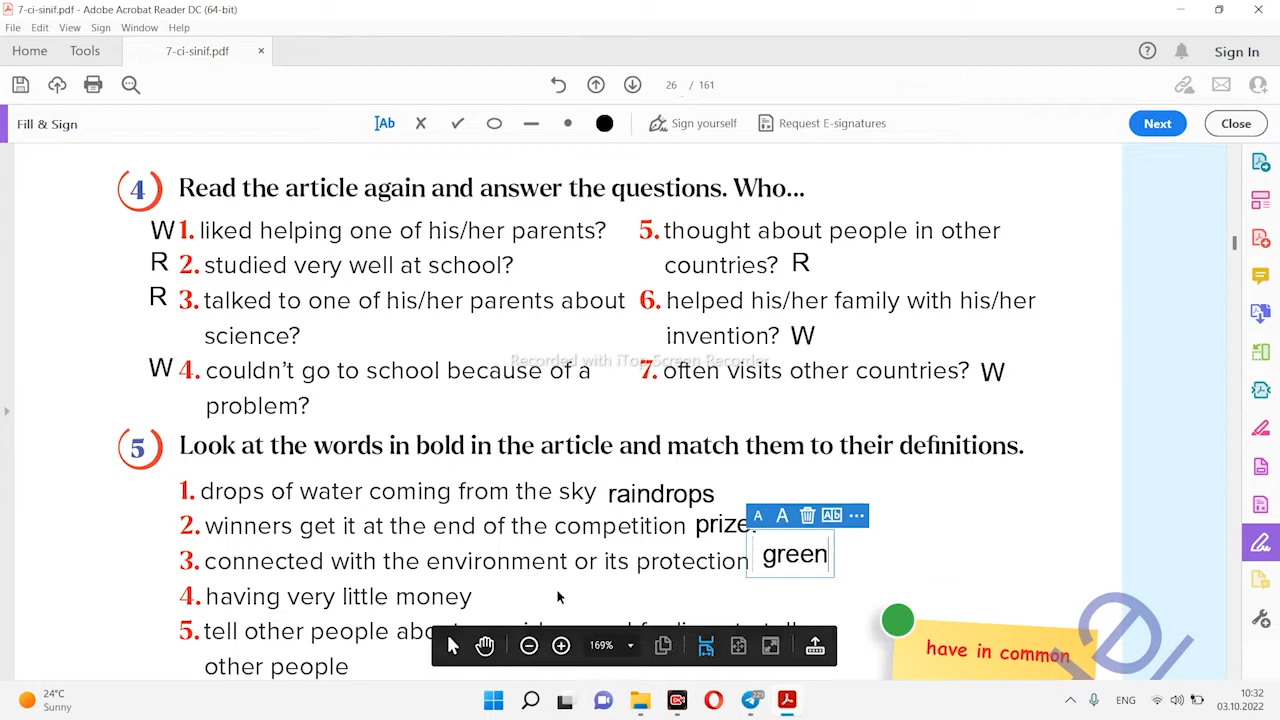 7-ci-sinif.pdf - Adobe Acrobat Reader DC (64-bit)
File Edit View Sign Window Help
Home Tools 7-ci-sinif.pdf × Sign In
26 / 161
Fill & Sign Ab Sign yourself Request E-signatures Next Close
4 Read the article again and answer the questions. Who...
W 1. liked helping one of his/her parents?
R 2. studied very well at school?
R 3. talked to one of his/her parents about
science?
W 4. couldn't go to school because of a
problem?
5. thought about people in other
countries? R
6. helped his/her family with his/her
invention? W
7. often visits other countries? W
Recorded with iTop Screen Recorder
5 Look at the words in bold in the article and match them to their definitions.
1. drops of water coming from the sky raindrops
A A Ab
2. winners get it at the end of the competition prize
3. connected with the environment or its protection green
4. having very little money
5. tell other people
other people
have in common
169%
24°C
Sunny
ENG
10:32
03.10.2022